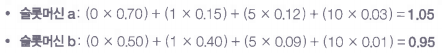 • 슬롯머신 a: (0 × 0.70) + (1 × 0.15) + (5 × 0.12) + (10 × 0.03) = 1.05
• 슬롯머신 b: (0 × 0.50) + (1 × 0.40) + (5 × 0.09) + (10 × 0.01) = 0.95